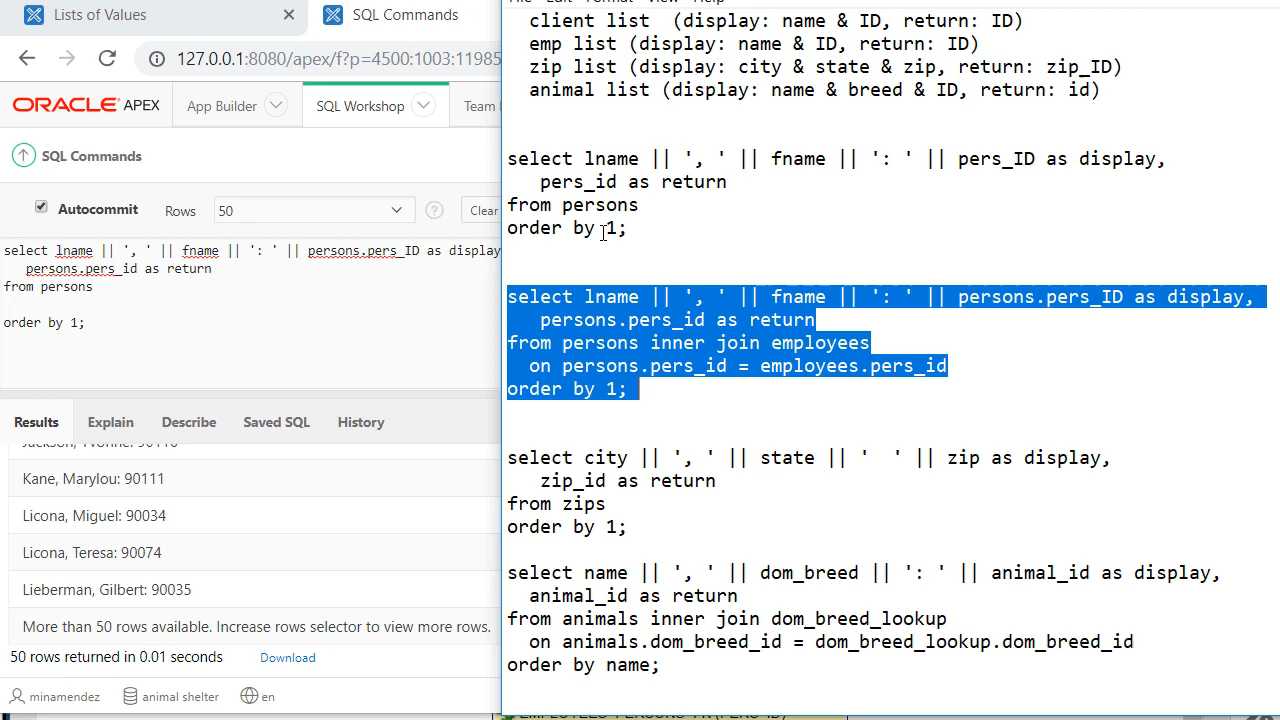 Lists of Values
SQL Commands
127.0.0.1:8080/apex/f?p=4500:1003:11985
ORACLE APEX
App Builder
SQL Workshop
Team
SQL Commands
Autocommit
Rows
50
Clear
select lname || ', ' || fname || ': ' || persons.pers_ID as display
persons.pers_id as return
from persons
order by 1;
Results
Explain
Describe
Saved SQL
History
Kane, Marylou: 90111
Licona, Miguel: 90034
Licona, Teresa: 90074
Lieberman, Gilbert: 90035
More than 50 rows available. Increase rows selector to view more rows.
50 rows returned in 0.01 seconds
Download
minamendez
animal shelter
en
client list  (display: name & ID, return: ID)
emp list (display: name & ID, return: ID)
zip list (display: city & state & zip, return: zip_ID)
animal list (display: name & breed & ID, return: id)
select lname || ', ' || fname || ': ' || pers_ID as display,
pers_id as return
from persons
order by 1;
select lname || ', ' || fname || ': ' || persons.pers_ID as display,
persons.pers_id as return
from persons inner join employees
on persons.pers_id = employees.pers_id
order by 1;
select city || ', ' || state || '  ' || zip as display,
zip_id as return
from zips
order by 1;
select name || ', ' || dom_breed || ': ' || animal_id as display,
animal_id as return
from animals inner join dom_breed_lookup
on animals.dom_breed_id = dom_breed_lookup.dom_breed_id
order by name;